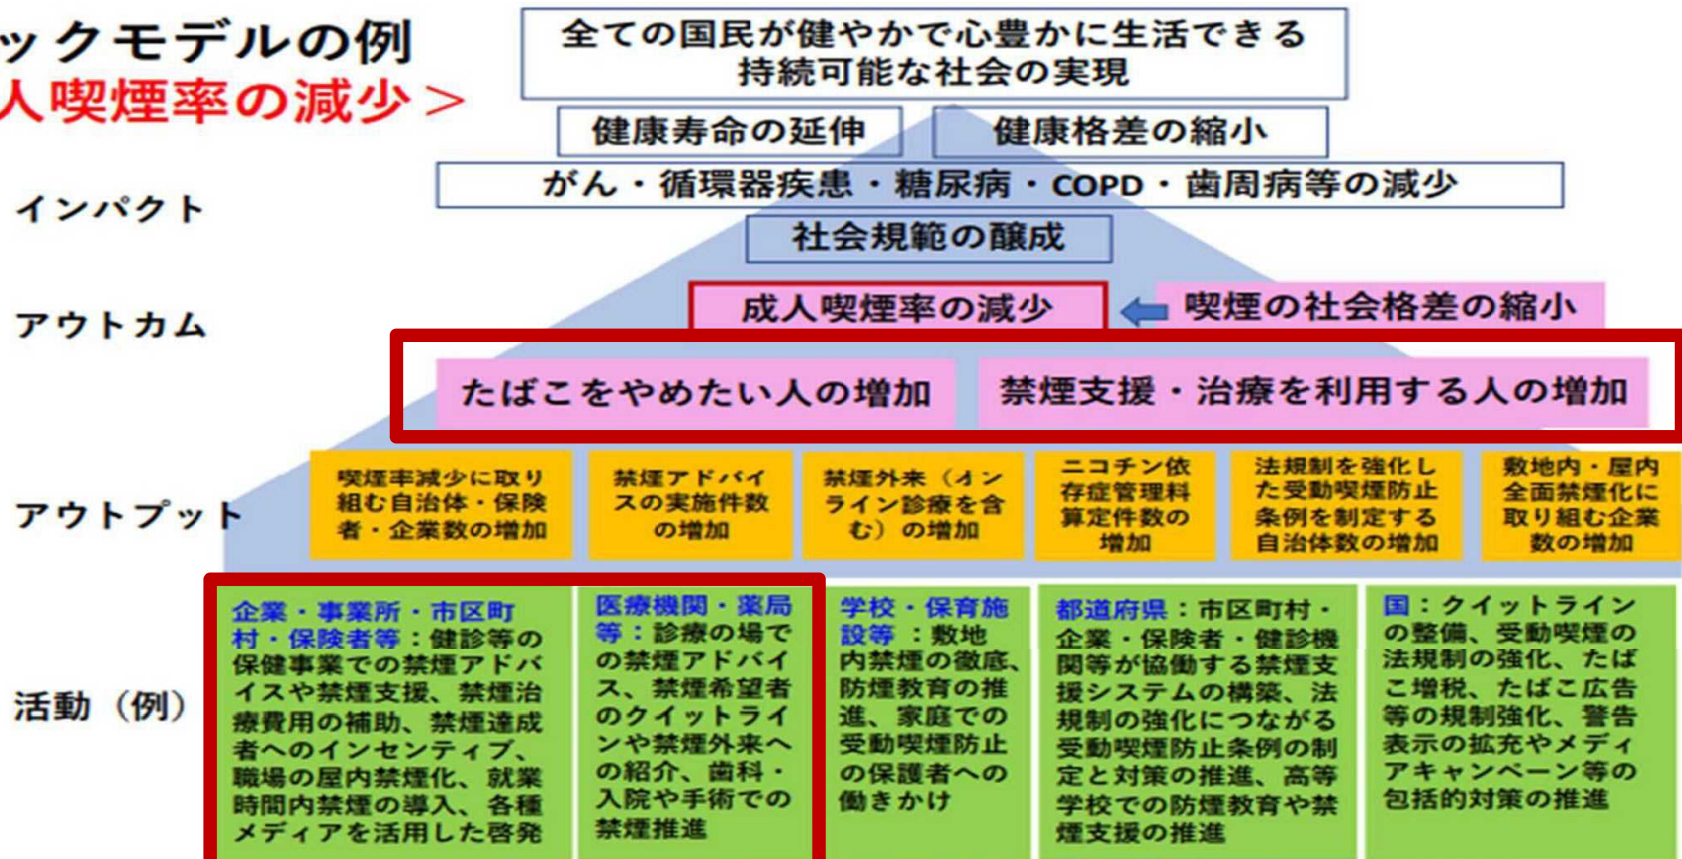 ックモデルの例
人喫煙率の減少＞
全ての国民が健やかで心豊かに生活できる
持続可能な社会の実現
健康寿命の延伸
健康格差の縮小
がん・循環器疾患・糖尿病・COPD・歯周病等の減少
社会規範の醸成
インパクト
アウトカム
成人喫煙率の減少
喫煙の社会格差の縮小
たばこをやめたい人の増加
禁煙支援・治療を利用する人の増加
アウトプット
喫煙率減少に取り
組む自治体・保険
者・企業数の増加
禁煙アドバイ
スの実施件数
の増加
禁煙外来（オン
ライン診療を含
む）の増加
ニコチン依
存症管理料
算定件数の
増加
法規制を強化し
た受動喫煙防止
条例を制定する
自治体数の増加
敷地内・屋内
全面禁煙化に
取り組む企業
数の増加
活動（例）
企業・事業所・市区町
村・保険者等：健診等の
保健事業での禁煙アドバ
イスや禁煙支援、禁煙治
療費用の補助、禁煙達成
者へのインセンティブ、
職場の屋内禁煙化、就業
時間内禁煙の導入、各種
メディアを活用した啓発
医療機関・薬局
等：診療の場で
の禁煙アドバイ
ス、禁煙希望者
のクイットライ
ンや禁煙外来へ
の紹介、歯科・
入院や手術での
禁煙推進
学校・保育施
設等：敷地
内禁煙の徹底、
防煙教育の推
進、家庭での
受動喫煙防止
の保護者への
働きかけ
都道府県：市区町村・
企業・保険者・健診機
関等が協働する禁煙支
援システムの構築、法
規制の強化につながる
受動喫煙防止条例の制
定と対策の推進、高等
学校での防煙教育や禁
煙支援の推進
国：クイットライン
の整備、受動喫煙の
法規制の強化、たば
こ増税、たばこ広告
等の規制強化、警告
表示の拡充やメディ
アキャンペーン等の
包括的対策の推進